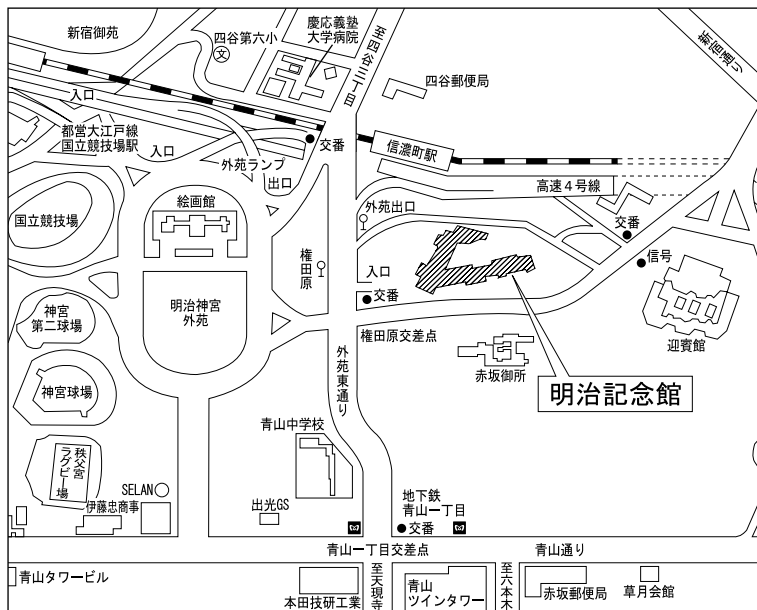 新宿御苑
四谷第六小
文
慶応義塾
大学病院
至四谷三丁目
四谷郵便局
新宿通り
入口
都営大江戸線
国立競技場駅
入口
外苑ランプ
出口
交番
信濃町駅
高速4号線
絵画館
外苑出口
国立競技場
交番
権田原
入口
信号
交番
神宮
第二球場
明治神宮
外苑
権田原交差点
赤坂御所
迎賓館
外苑東通り
明治記念館
神宮球場
青山中学校
秩父宮
ラグビー場
SELAN
伊藤忠商事
出光GS
地下鉄
青山一丁目
交番
青山一丁目交差点
青山通り
青山タワービル
本田技研工業
至天現寺
青山
ツインタワー
至六本木
赤坂郵便局
草月会館